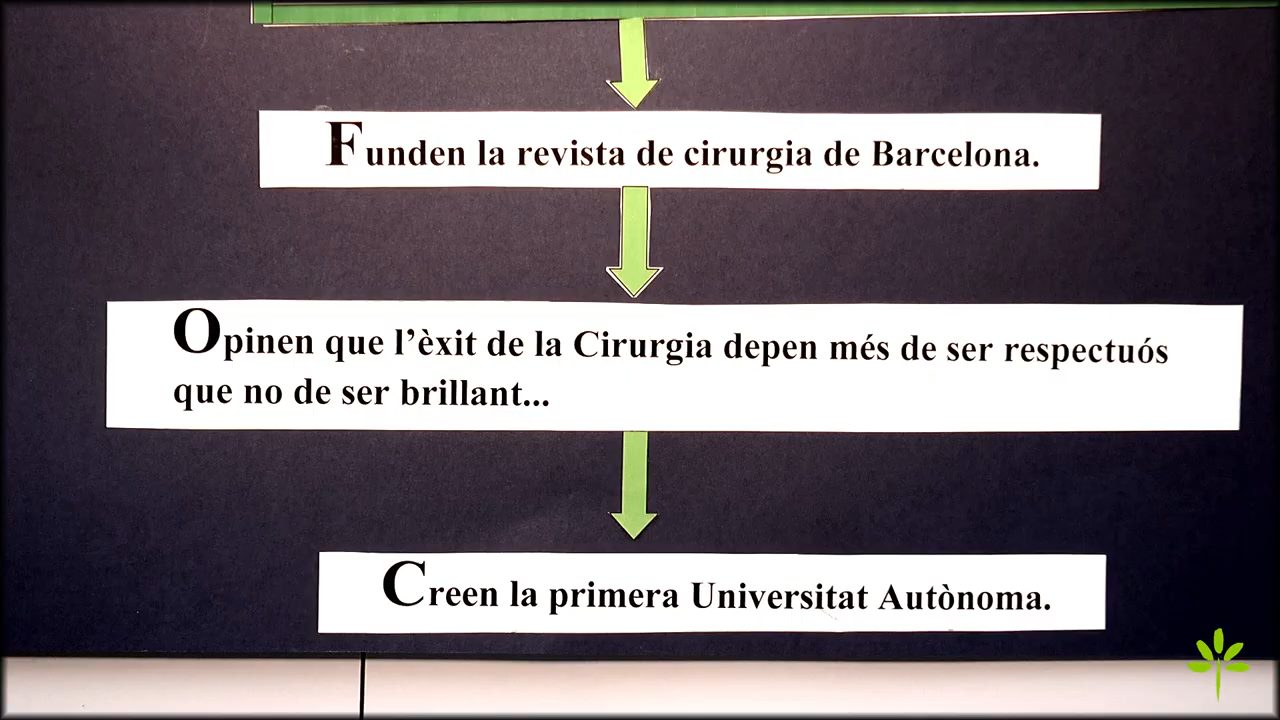 Funden la revista de cirurgia de Barcelona.
Opinen que l’èxit de la Cirurgia depen més de ser respectuós
que no de ser brillant...
Creen la primera Universitat Autònoma.